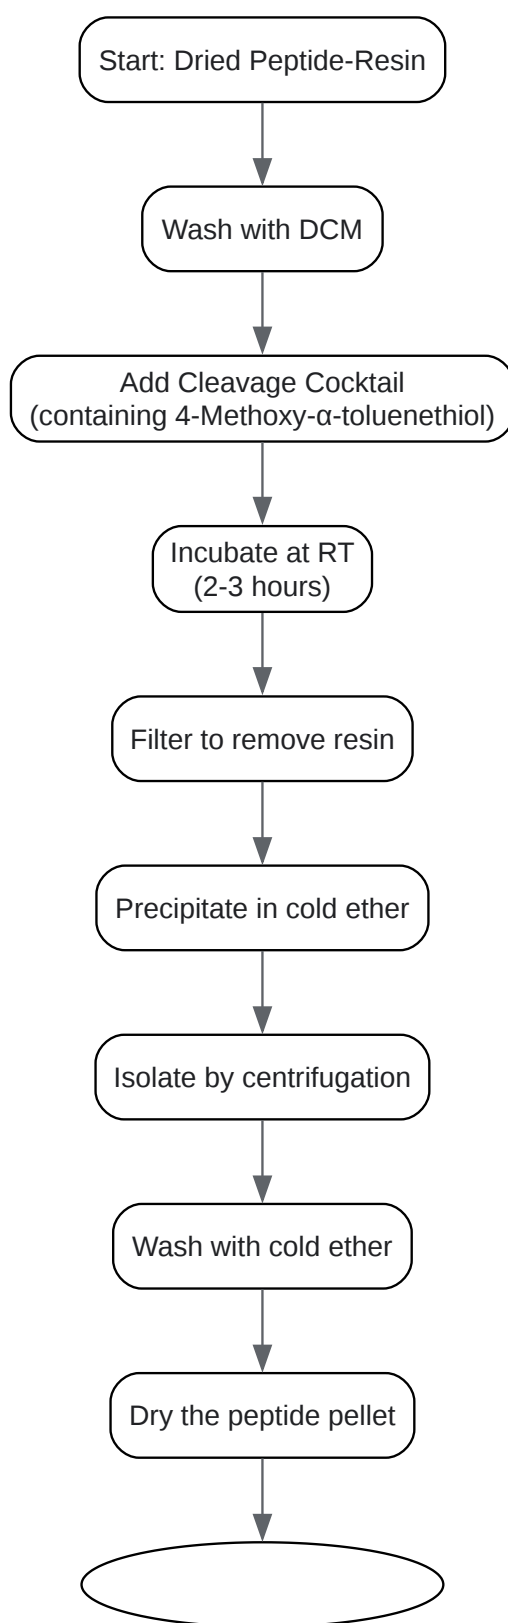 Start: Dried Peptide-Resin
Wash with DCM
Add Cleavage Cocktail
(containing 4-Methoxy-α-toluenethiol)
Incubate at RT
(2-3 hours)
Filter to remove resin
Precipitate in cold ether
Isolate by centrifugation
Wash with cold ether
Dry the peptide pellet